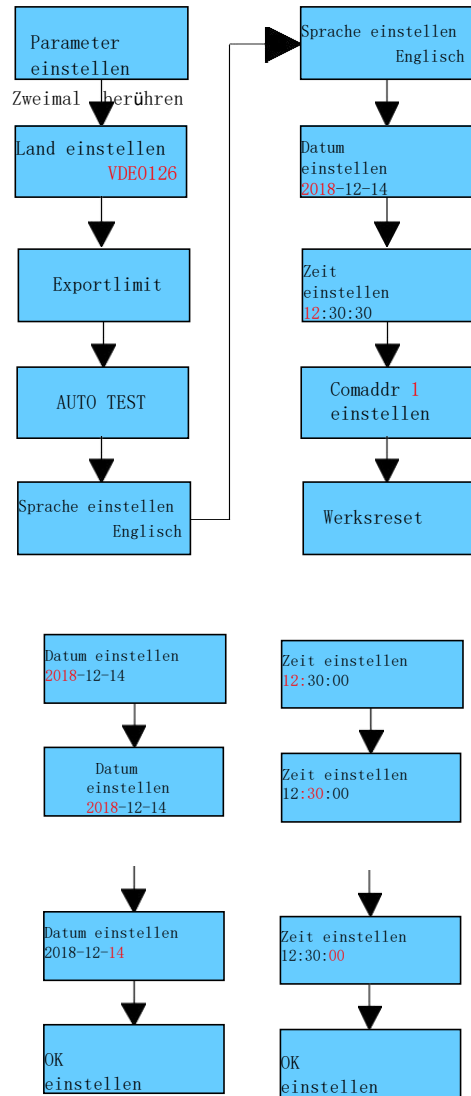 Parameter
einstellen
Zweimal berühren
Land einstellen
VDE0126
Exportlimit
AUTO TEST
Sprache einstellen
Englisch
Sprache einstellen
Englisch
Datum
einstellen
2018-12-14
Zeit
einstellen
12:30:30
Comaddr 1
einstellen
Werksreset
Datum einstellen
2018-12-14
Datum
einstellen
2018-12-14
Datum einstellen
2018-12-14
OK
einstellen
Zeit einstellen
12:30:00
Zeit einstellen
12:30:00
Zeit einstellen
12:30:00
OK
einstellen